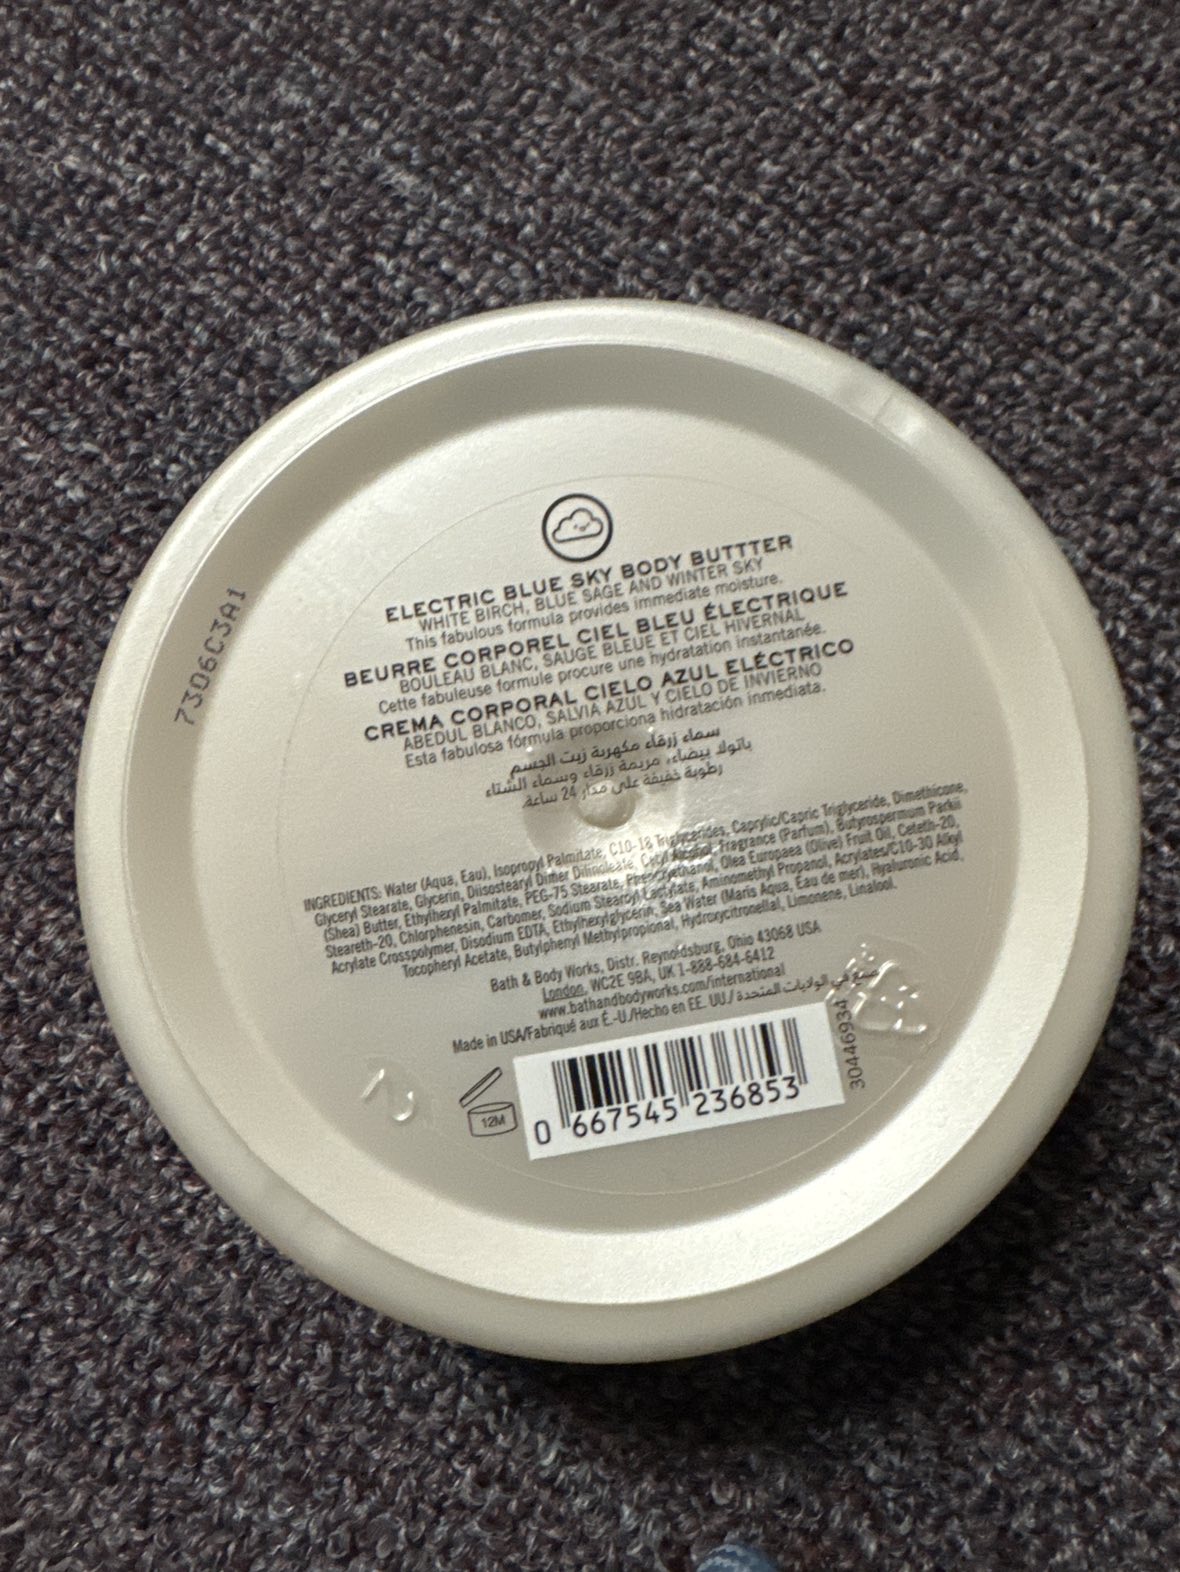 ELECTRIC BLUE SKY BODY BUTTTER
WHITE BIRCH, BLUE SAGE AND WINTER SKY
This fabulous formula provides immediate moisture.
BEURRE CORPOREL CIEL BLEU ÉLECTRIQUE
BOULEAU BLANC, SAUGE BLEUE ET CIEL HIVERNAL
Cette fabuleuse formule procure une hydratation instantanée.
CREMA CORPORAL CIELO AZUL ELÉCTRICO
ABEDUL BLANCO, SALVIA AZUL Y CIELO DE INVIERNO
Esta fabulosa fórmula proporciona hidratación inmediata.
سماء زرقاء مكهربة زيت الجسم
باتولا بيضاء، مريمة زرقاء وسماء الشتاء
رطوبة خفيفة على مدار 24 ساعة.
INGREDIENTS: Water (Aqua, Eau), Isopropyl Palmitate, C10-18 Triglycerides, Caprylic/Capric Triglyceride, Dimethicone,
Glyceryl Stearate, Glycerin, Diisostearyl Dimer Dilinoleate, Cetyl Alcohol, Fragrance (Parfum), Butyrospermum Parkii
(Shea) Butter, Ethylhexyl Palmitate, PEG-75 Stearate, Phenoxyethanol, Olea Europaea (Olive) Fruit Oil, Ceteth-20,
Steareth-20, Chlorphenesin, Carbomer, Sodium Stearoyl Lactylate, Aminomethyl Propanol, Acrylates/C10-30 Alkyl
Acrylate Crosspolymer, Disodium EDTA, Ethylhexylglycerin, Sea Water (Maris Aqua, Eau de mer), Hyaluronic Acid,
Tocopheryl Acetate, Butylphenyl Methylpropional, Hydroxycitronellal, Limonene, Linalool.
Bath & Body Works, Distr. Reynoldsburg, Ohio 43068 USA
London, WC2E 9BA, UK 1-888-684-6412
www.bathandbodyworks.com/international
Made in USA/Fabriqué aux É.-U./Hecho en EE. UU./ صنع في الولايات المتحدة
12M
0 667545 236853
30446934
7306C3A1